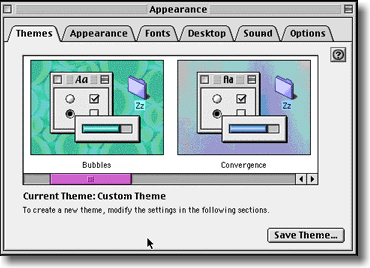 Appearance
Themes Appearance Fonts Desktop Sound Options
?
Aa Aa
Zz Zz
Bubbles Convergence
Current Theme: Custom Theme
To create a new theme, modify the settings in the following sections.
Save Theme...